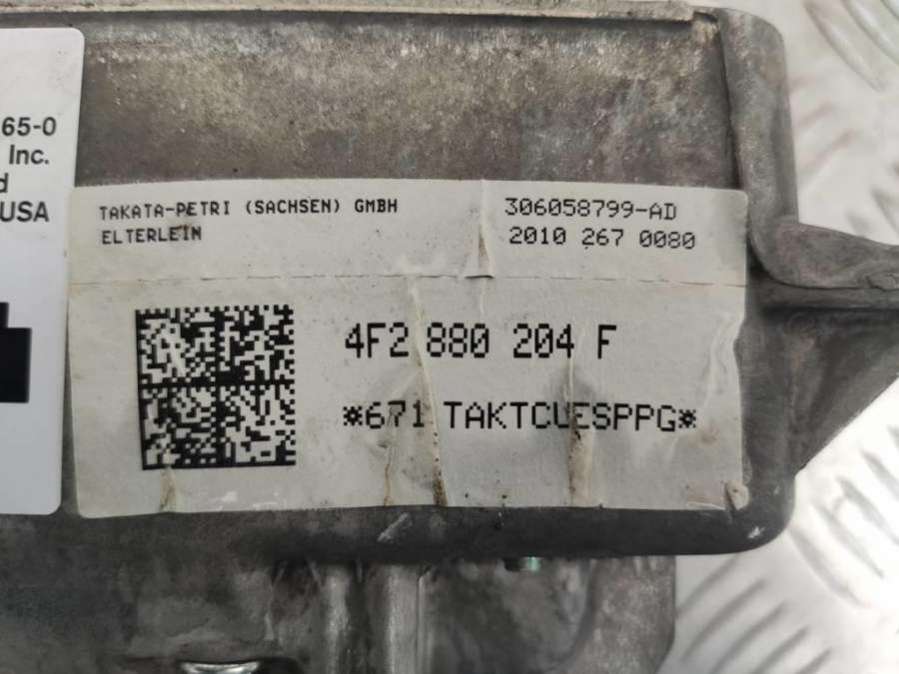 65-0
Inc.
d
USA
TAKATA-PETRI (SACHSEN) GMBH
ELTERLEIN
306058799-AD
2010 267 0080
4F2 880 204 F
*671 TAKTCUESPPG*